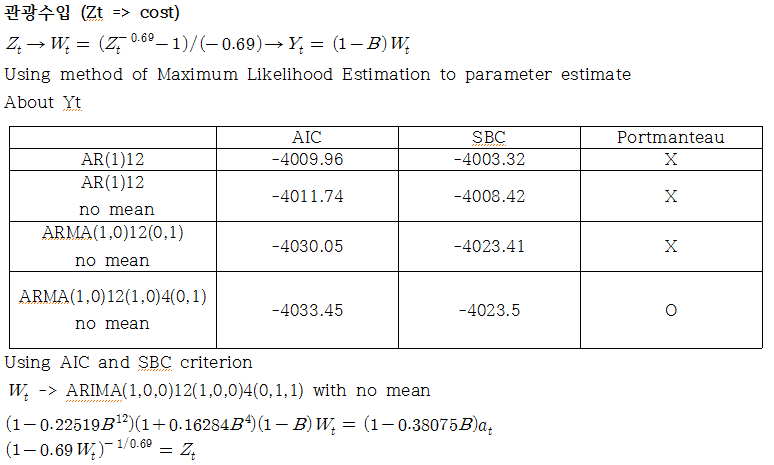 관광수입 (Zt => cost)
Z_t → W_t = (Z_t^{-0.69} − 1)/(−0.69) → Y_t = (1−B)W_t
Using method of Maximum Likelihood Estimation to parameter estimate
About Yt
AIC SBC Portmanteau
AR(1)12 -4009.96 -4003.32 X
AR(1)12
no mean -4011.74 -4008.42 X
ARMA(1,0)12(0,1)
no mean -4030.05 -4023.41 X
ARMA(1,0)12(1,0)4(0,1)
no mean -4033.45 -4023.5 O
Using AIC and SBC criterion
W_t -> ARIMA(1,0,0)12(1,0,0)4(0,1,1) with no mean
(1−0.22519B^{12})(1+0.16284B^4)(1−B)W_t = (1−0.38075B)a_t
(1−0.69W_t)^{−1/0.69} = Z_t